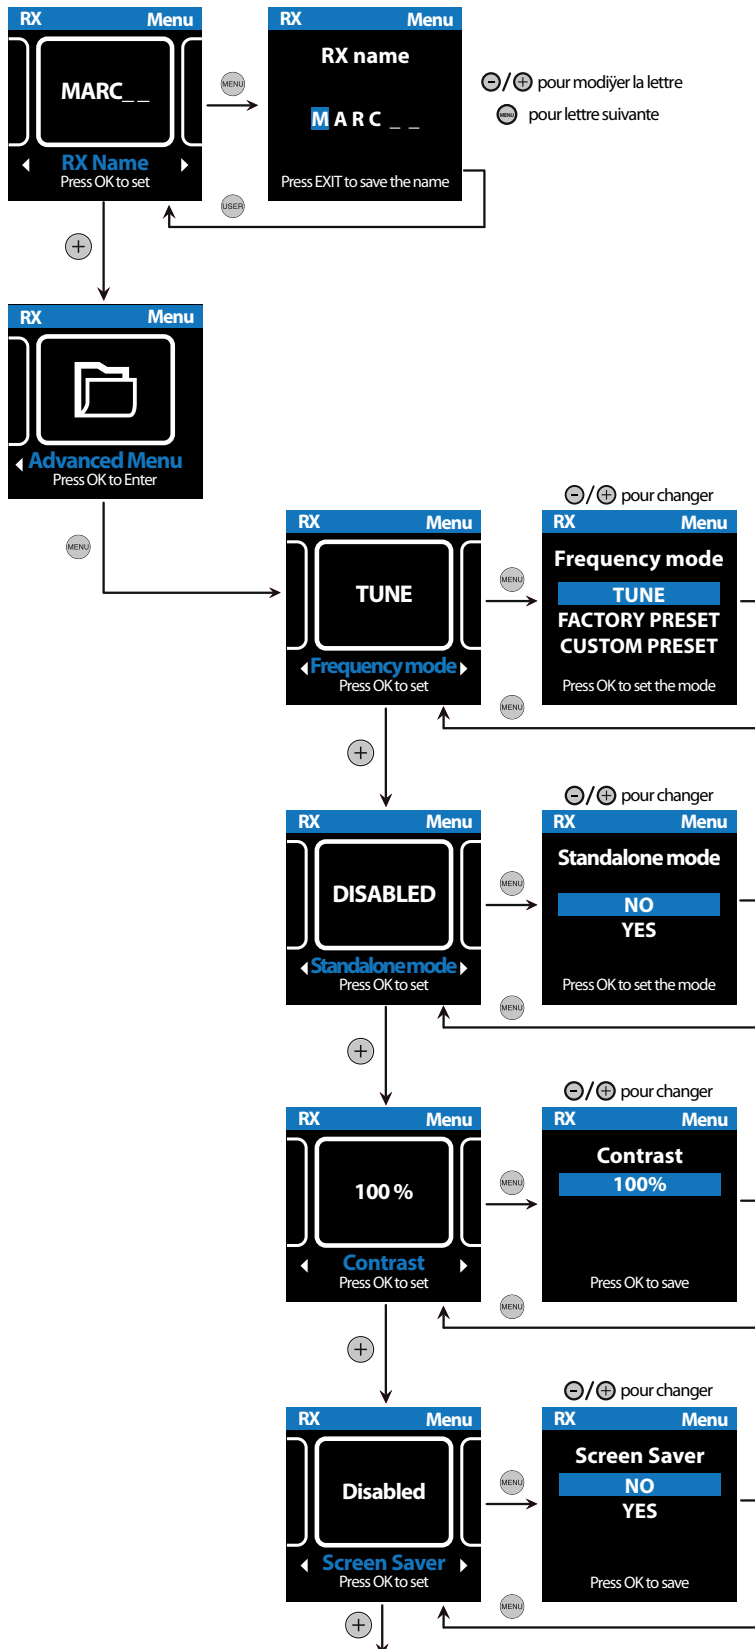 RX Menu
MARC_ _
RX Name
Press OK to set
MENU
RX Menu
RX name
M A R C _ _
Press EXIT to save the name
-/+ pour modiÿer la lettre
MENU pour lettre suivante
USER
+
RX Menu
Advanced Menu
Press OK to Enter
MENU
RX Menu
TUNE
Frequency mode
Press OK to set
MENU
-/+ pour changer
RX Menu
Frequency mode
TUNE
FACTORY PRESET
CUSTOM PRESET
Press OK to set the mode
MENU
+
RX Menu
DISABLED
Standalone mode
Press OK to set
MENU
-/+ pour changer
RX Menu
Standalone mode
NO
YES
Press OK to set the mode
MENU
+
RX Menu
100 %
Contrast
Press OK to set
MENU
-/+ pour changer
RX Menu
Contrast
100%
Press OK to save
MENU
+
RX Menu
Disabled
Screen Saver
Press OK to set
MENU
-/+ pour changer
RX Menu
Screen Saver
NO
YES
Press OK to save
MENU
+